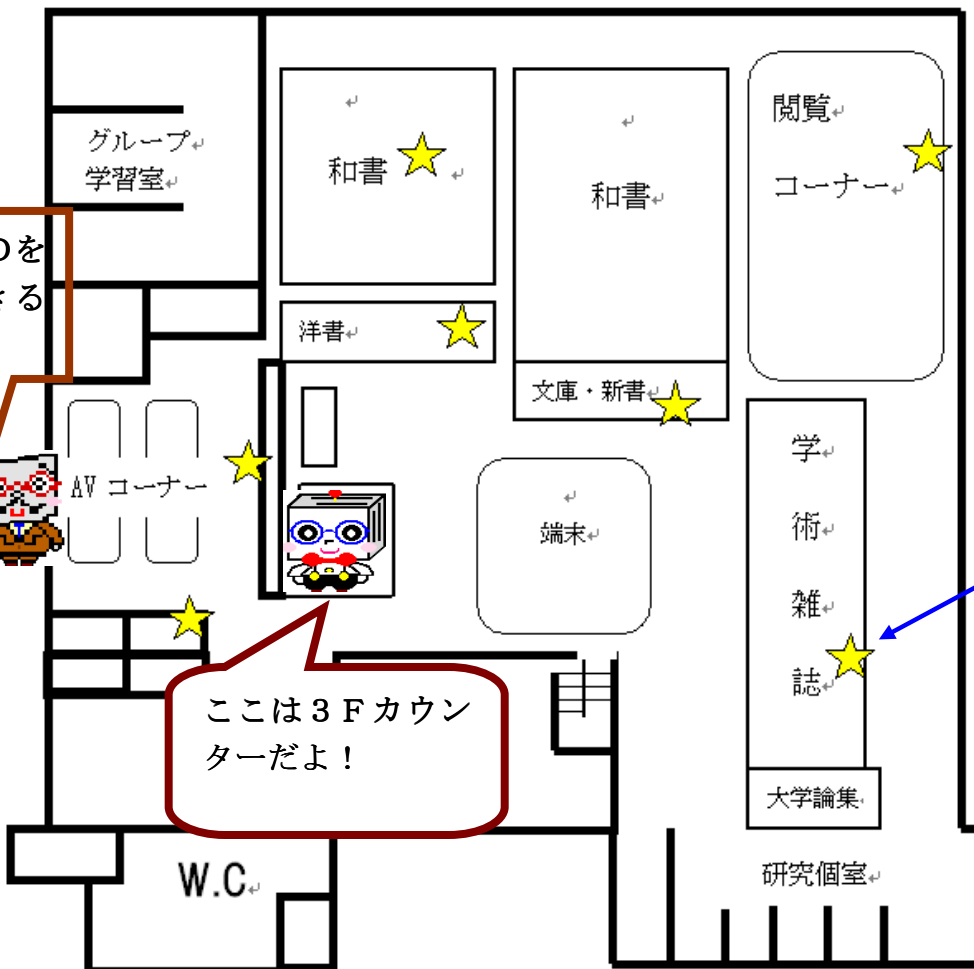 グループ
学習室
和書
和書
閲覧
コーナー
のを
きる
洋書
文庫・新書
AV コーナー
端末
学
術
雑
誌
ここは３Ｆカウン
ターだよ！
大学論集
W.C
研究個室